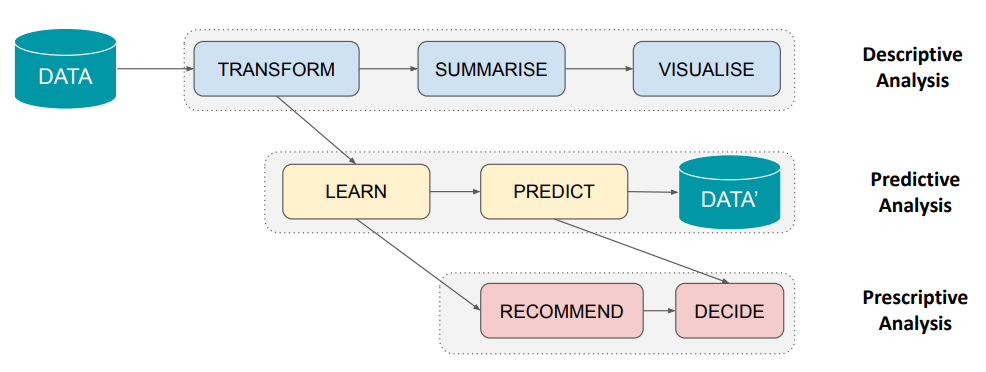 DATA
TRANSFORM
SUMMARISE
VISUALISE
Descriptive
Analysis
LEARN
PREDICT
DATA’
Predictive
Analysis
RECOMMEND
DECIDE
Prescriptive
Analysis